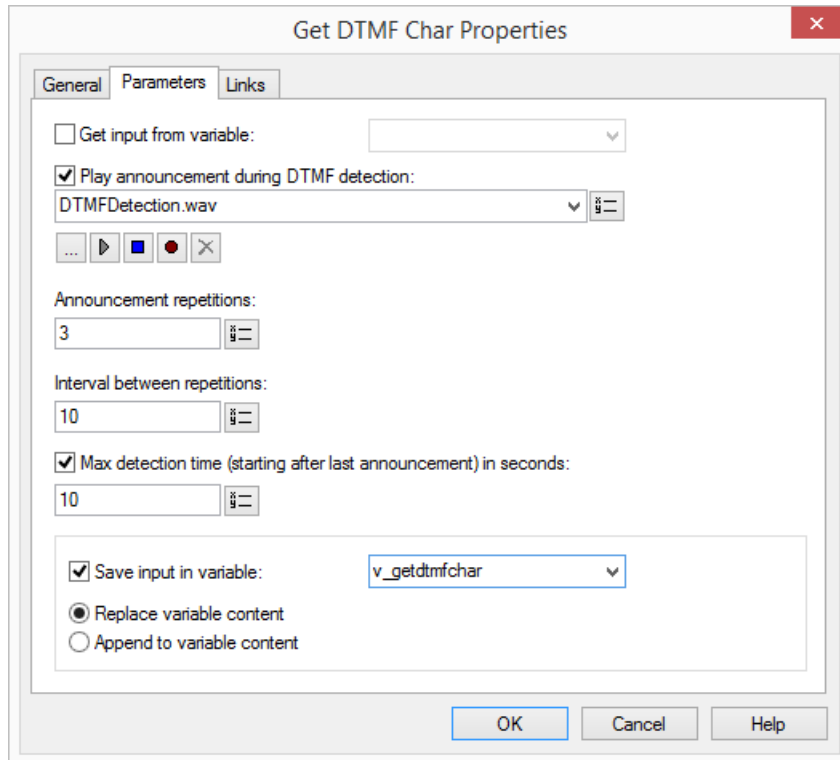 Get DTMF Char Properties
General Parameters Links
Get input from variable:
Play announcement during DTMF detection:
DTMFDetection.wav
...
Announcement repetitions:
3
Interval between repetitions:
10
Max detection time (starting after last announcement) in seconds:
10
Save input in variable: v_getdtmfchar
Replace variable content
Append to variable content
OK Cancel Help